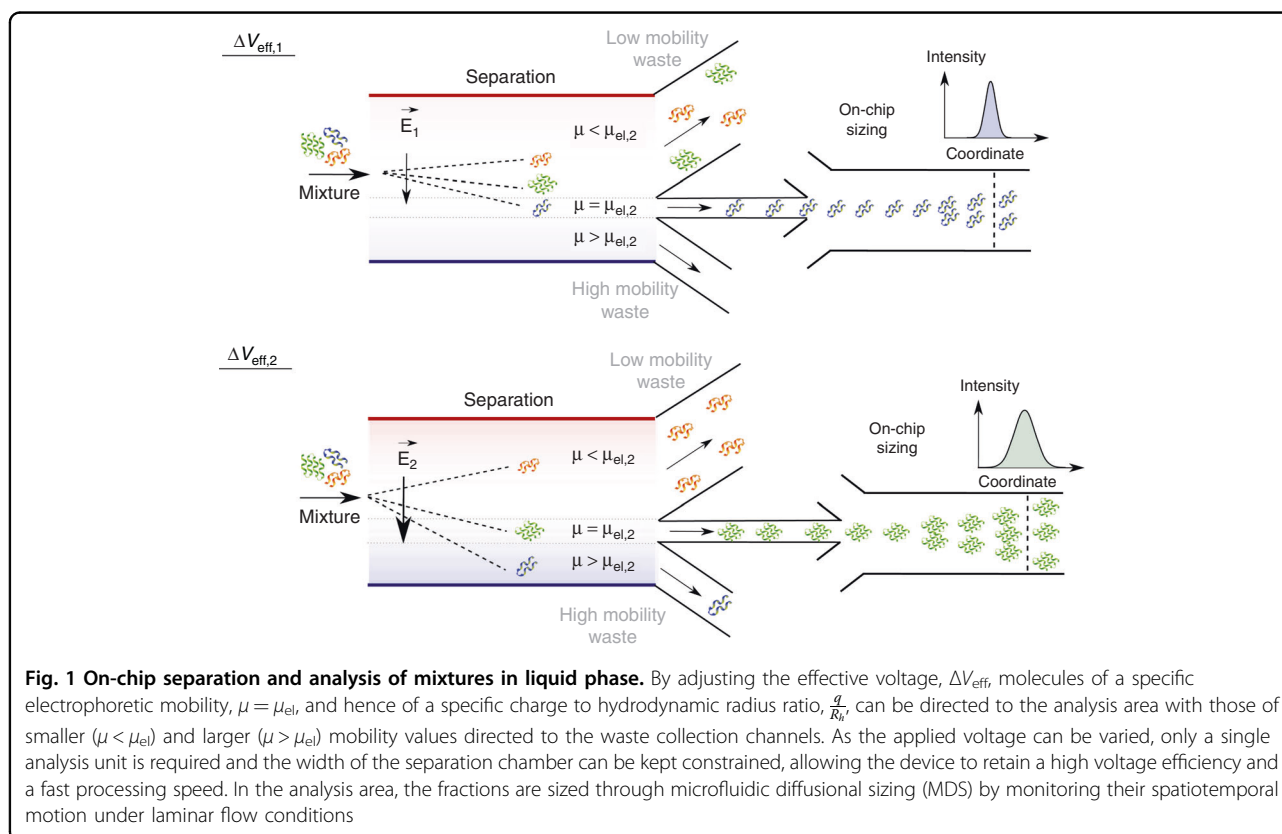 ΔV_eff,1
Low mobility
waste
Separation
E₁
μ < μ_el,2
Mixture
μ = μ_el,2
μ > μ_el,2
High mobility
waste
On-chip
sizing
Intensity
Coordinate
ΔV_eff,2
Low mobility
waste
Separation
E₂
μ < μ_el,2
Mixture
μ = μ_el,2
μ > μ_el,2
High mobility
waste
On-chip
sizing
Intensity
Coordinate
Fig. 1 On-chip separation and analysis of mixtures in liquid phase. By adjusting the effective voltage, ΔV_eff, molecules of a specific
electrophoretic mobility, μ = μ_el, and hence of a specific charge to hydrodynamic radius ratio, q/R_h, can be directed to the analysis area with those of
smaller (μ < μ_el) and larger (μ > μ_el) mobility values directed to the waste collection channels. As the applied voltage can be varied, only a single
analysis unit is required and the width of the separation chamber can be kept constrained, allowing the device to retain a high voltage efficiency and
a fast processing speed. In the analysis area, the fractions are sized through microfluidic diffusional sizing (MDS) by monitoring their spatiotemporal
motion under laminar flow conditions